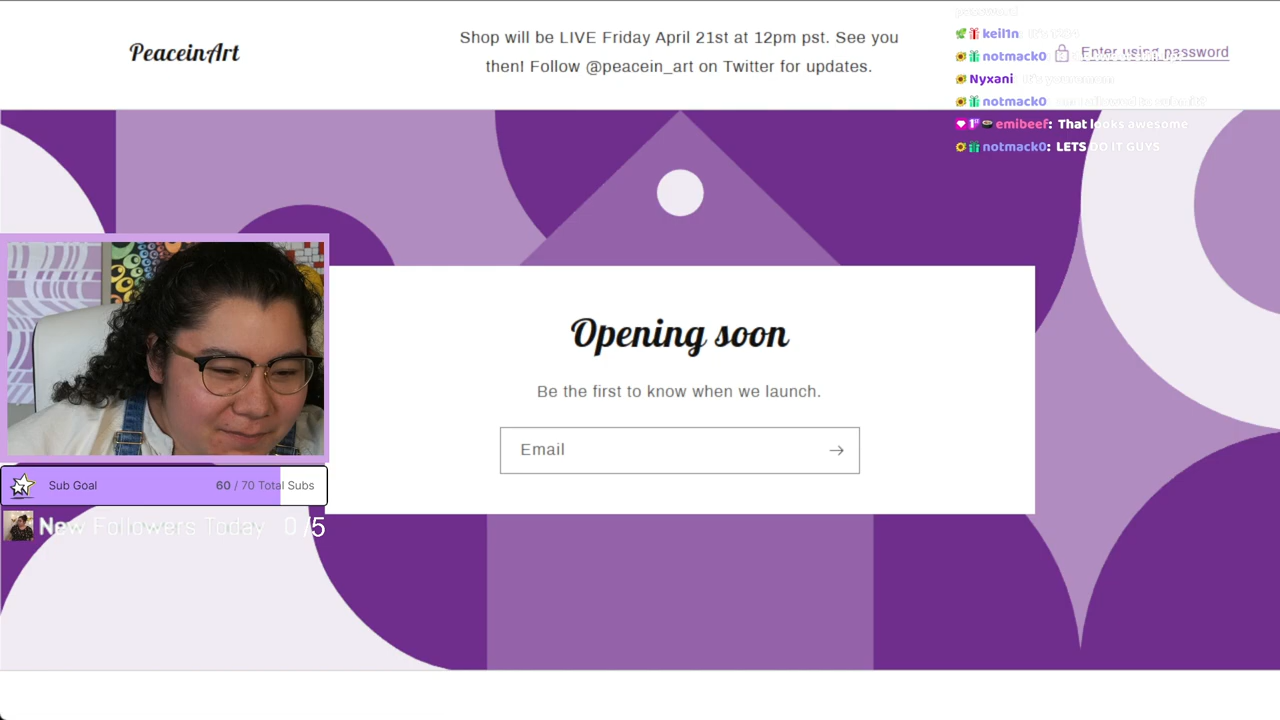 PeaceinArt
Shop will be LIVE Friday April 21st at 12pm pst. See you
then! Follow @peacein_art on Twitter for updates.
Enter using password
keil1n
notmack0
Nyxani
notmack0
emibeef: That looks awesome
notmack0: LETS DO IT GUYS
Opening soon
Be the first to know when we launch.
Email
Sub Goal 60 / 70 Total Subs
New Followers Today 0 /5